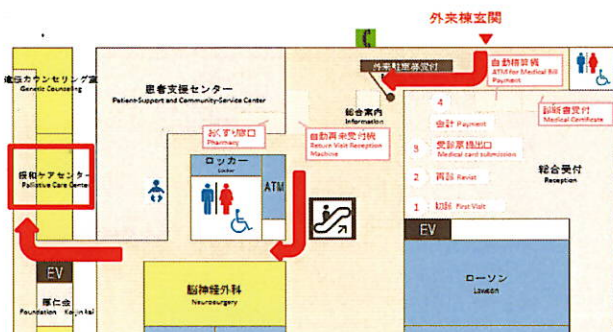 外来棟玄関
遺伝カウンセリング室
Genetic Counseling
患者支援センター
Patient-Support and Community-Service Center
外来駐車券受付
自動精算機
ATM for Medical Bill
Payment
診断書受付
Medical Certificate
総合案内
Information
おくすり窓口
Pharmacy
自動再来受付機
Return Visit Reception
Machine
4
会計 Payment
3 受診票提出口
Medical card submission
2 再診 Revisit
1 初診 First Visit
総合受付
Reception
緩和ケアセンター
Palliative Care Center
ロッカー
Locker
ATM
EV
EV
厚仁会
Foundation Koijin kai
脳神経外科
Neurosurgery
ローソン
Lawson